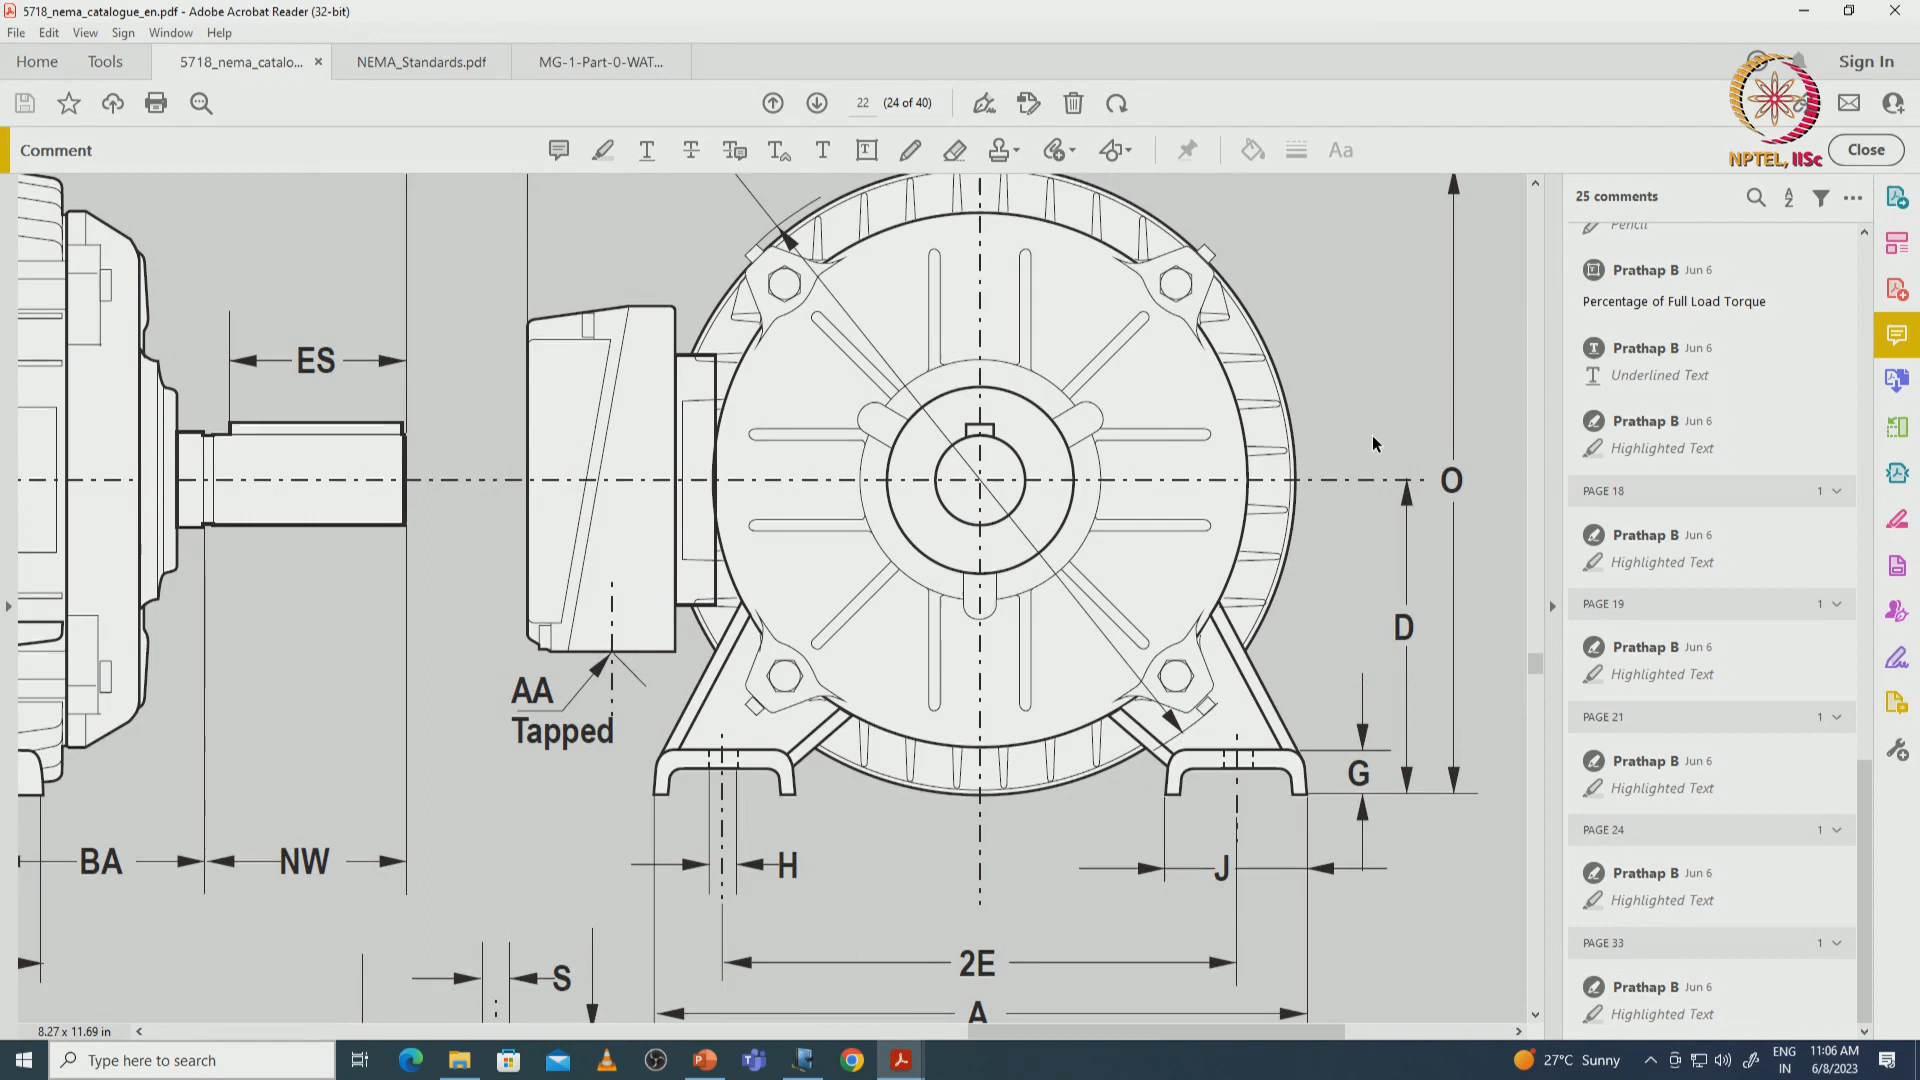 5718_nema_catalogue_en.pdf - Adobe Acrobat Reader (32-bit)
File Edit View Sign Window Help
Home Tools 5718_nema_catalo... × NEMA_Standards.pdf MG-1-Part-0-WAT... Sign In
22 (24 of 40)
NPTEL, IISc
Comment Close
25 comments
Pencil
Prathap B Jun 6
Percentage of Full Load Torque
Prathap B Jun 6
Underlined Text
Prathap B Jun 6
Highlighted Text
PAGE 18 1
Prathap B Jun 6
Highlighted Text
PAGE 19 1
Prathap B Jun 6
Highlighted Text
PAGE 21 1
Prathap B Jun 6
Highlighted Text
PAGE 24 1
Prathap B Jun 6
Highlighted Text
PAGE 33 1
Prathap B Jun 6
Highlighted Text
ES
O
D
AA
Tapped
G
BA
NW
H
J
2E
S
A
8.27 x 11.69 in
Type here to search
27°C Sunny
ENG
IN
11:06 AM
6/8/2023